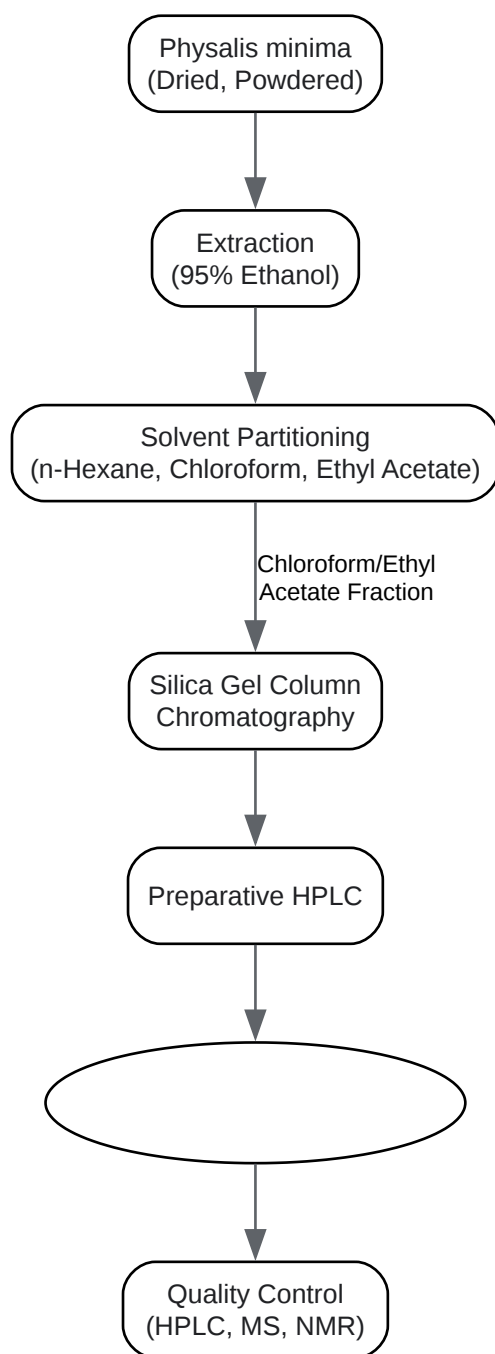 Physalis minima
(Dried, Powdered)
Extraction
(95% Ethanol)
Solvent Partitioning
(n-Hexane, Chloroform, Ethyl Acetate)
Chloroform/Ethyl
Acetate Fraction
Silica Gel Column
Chromatography
Preparative HPLC
Quality Control
(HPLC, MS, NMR)